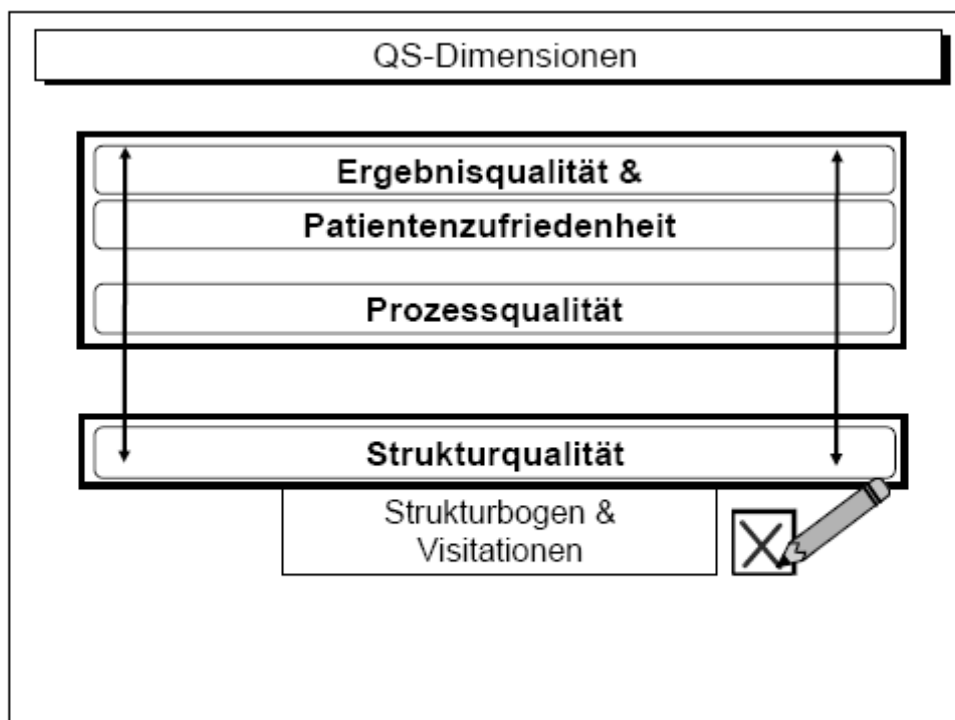 QS-Dimensionen
Ergebnisqualität &
Patientenzufriedenheit
Prozessqualität
Strukturqualität
Strukturbogen &
Visitationen